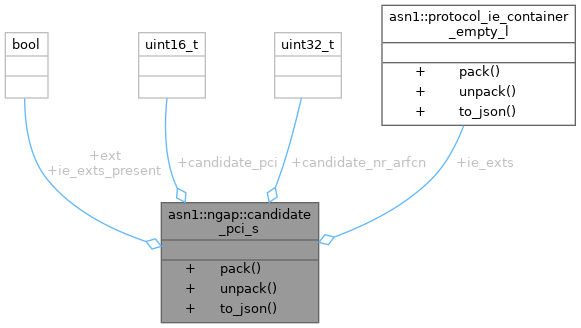 bool
uint16_t
uint32_t
asn1::protocol_ie_container
_empty_l
+ pack()
+ unpack()
+ to_json()
+ext
+ie_exts_present
+candidate_pci
+candidate_nr_arfcn
+ie_exts
asn1::ngap::candidate
_pci_s
+ pack()
+ unpack()
+ to_json()